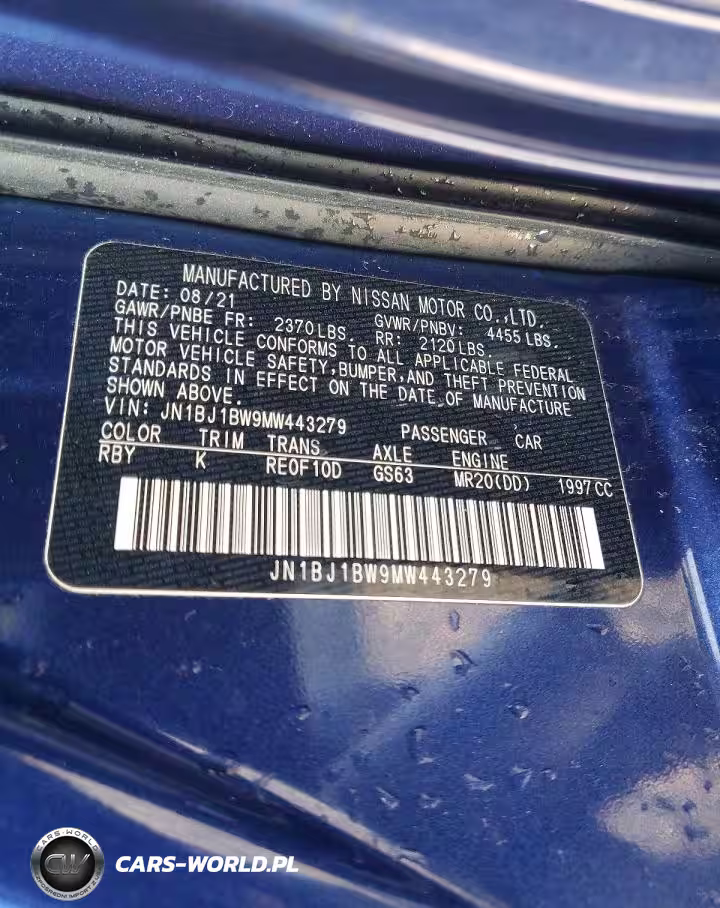 MANUFACTURED BY NISSAN MOTOR CO.,LTD.
DATE: 08/21
GAWR/PNBE FR: 2370LBS. GVWR/PNBV: 4455LBS.
RR: 2120LBS.
THIS VEHICLE CONFORMS TO ALL APPLICABLE FEDERAL
MOTOR VEHICLE SAFETY,BUMPER,AND THEFT PREVENTION
STANDARDS IN EFFECT ON THE DATE OF MANUFACTURE
SHOWN ABOVE.
VIN: JN1BJ1BW9MW443279 PASSENGER CAR
COLOR TRIM TRANS AXLE ENGINE
RBY K RE0F10D GS63 MR20(DD) 1997CC
JN1BJ1BW9MW443279
CARS-WORLD
CW
CARS-WORLD.PL